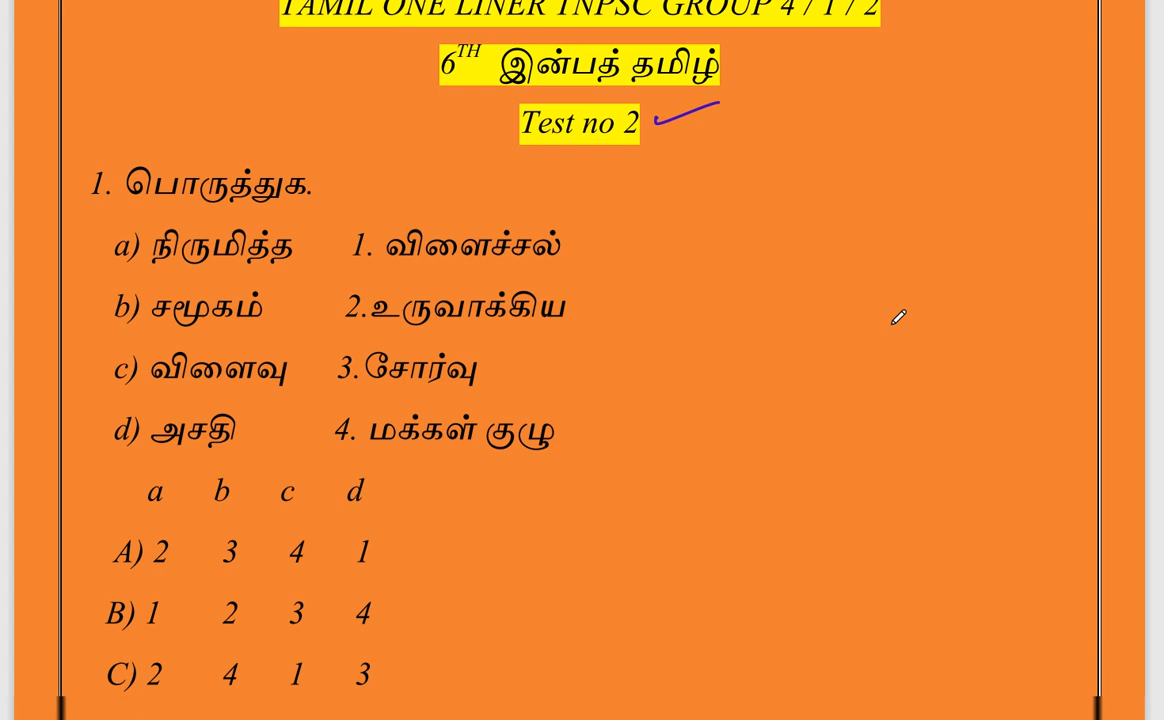 TAMIL ONE LINER TNPSC GROUP 4 / 1 / 2
6TH இன்பத் தமிழ்
Test no 2
1. பொருத்துக.
a) நிருமித்த 1. விளைச்சல்
b) சமூகம் 2.உருவாக்கிய
c) விளைவு 3.சோர்வு
d) அசதி 4. மக்கள் குழு
a b c d
A) 2 3 4 1
B) 1 2 3 4
C) 2 4 1 3